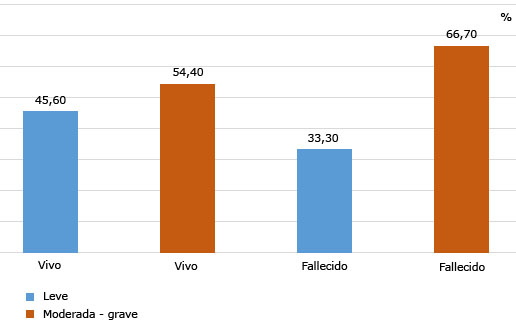 %
66,70
54,40
45,60
33,30
Vivo
Vivo
Fallecido
Fallecido
Leve
Moderada - grave